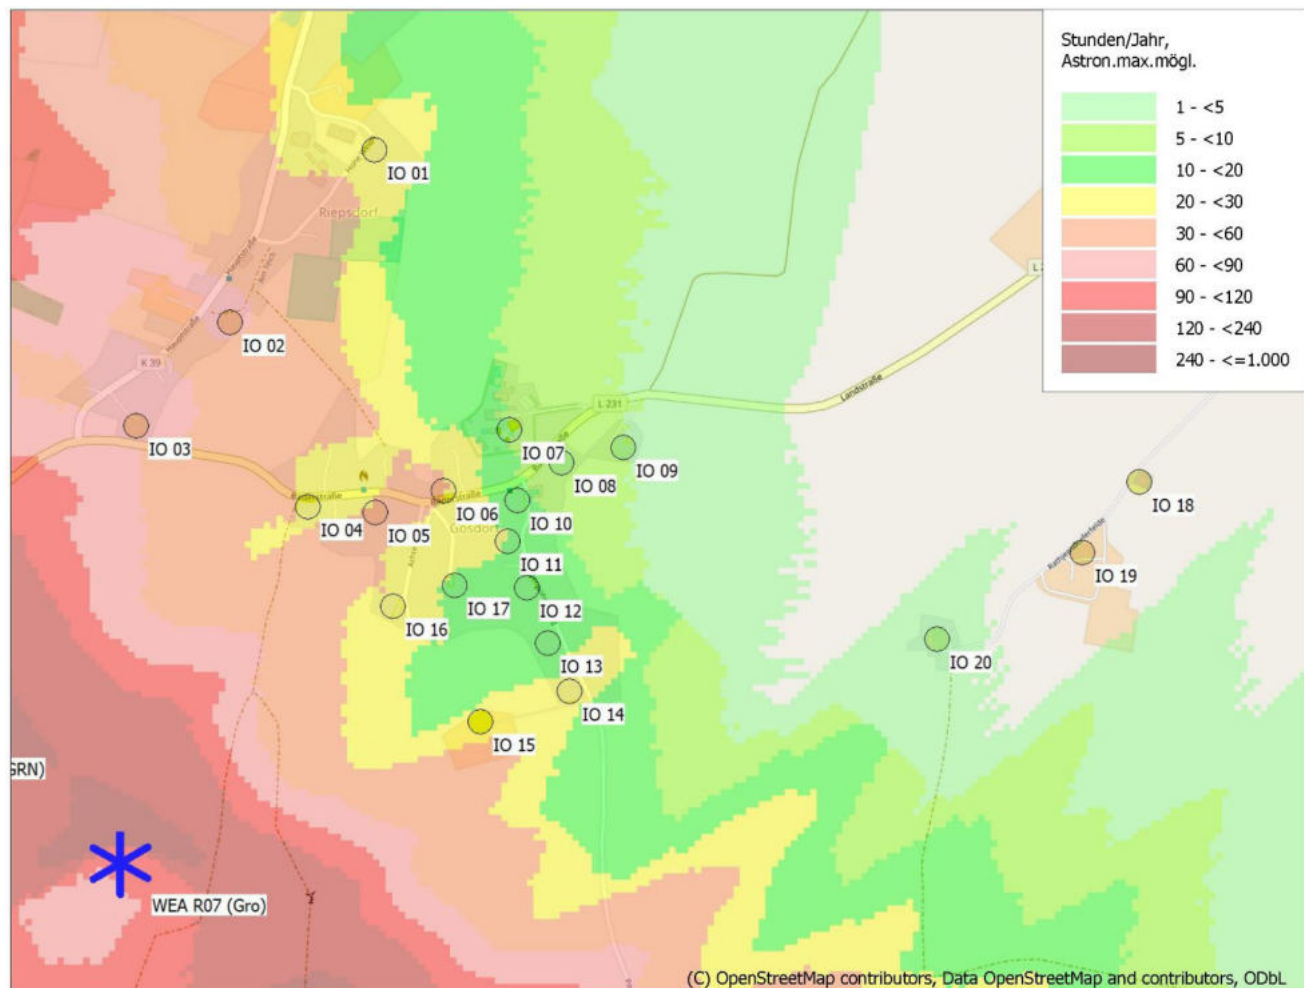 Stunden/Jahr,
Astron.max.mögl.
1 - <5
5 - <10
10 - <20
20 - <30
30 - <60
60 - <90
90 - <120
120 - <240
240 - <=1.000
IO 01
Riepsdorf
Hauptstraße
IO 02
Hauptstraße
K 39
IO 03
L 231
Landstraße
IO 07
IO 08
IO 09
IO 04
IO 05
IO 06
Gosdorf
IO 10
IO 11
IO 12
IO 17
IO 16
IO 13
IO 14
IO 15
IO 18
IO 19
IO 20
GRN)
WEA R07 (Gro)
(C) OpenStreetMap contributors, Data OpenStreetMap and contributors, ODbL